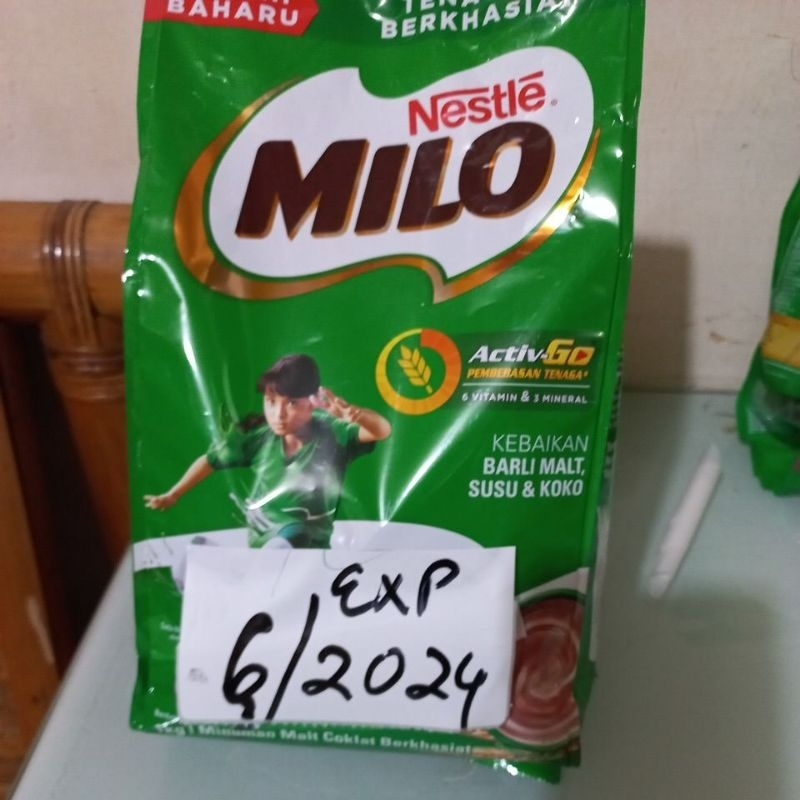 BAHARU
BERKHASIAT
Nestlé
MILO
Activ-Go
PEMBEBASAN TENAGA*
6 VITAMIN & 3 MINERAL
KEBAIKAN
BARLI MALT,
SUSU & KOKO
EXP
6/2024
1kg | Minuman Malt Coklat Berkhasiat